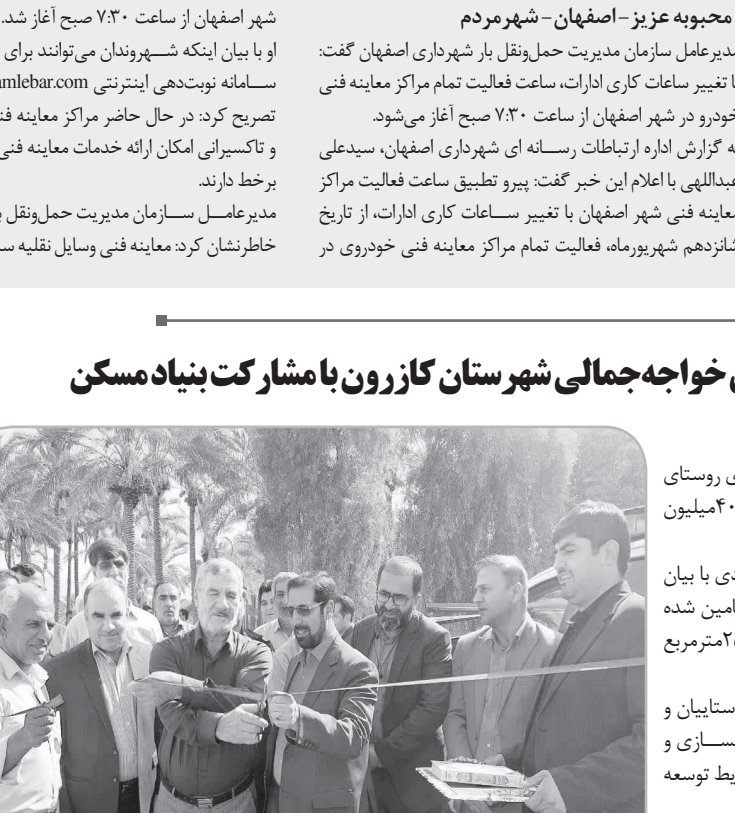 محبوبه عزیز - اصفهان - شهرمردم
مدیرعامل سازمان مدیریت حمل‌ونقل بار شهرداری اصفهان گفت:
با تغییر ساعات کاری ادارات، ساعت فعالیت تمام مراکز معاینه فنی
خودرو در شهر اصفهان از ساعت ۷:۳۰ صبح آغاز می‌شود.
به گزارش اداره ارتباطات رسانه ای شهرداری اصفهان، سیدعلی
عبداللهی با اعلام این خبر گفت: پیرو تطبیق ساعت فعالیت مراکز
معاینه فنی شهر اصفهان با تغییر ساعات کاری ادارات، از تاریخ
شانزدهم شهریورماه، فعالیت تمام مراکز معاینه فنی خودروی در
شهر اصفهان از ساعت ۷:۳۰ صبح آغاز شد.
او با بیان اینکه شهروندان می‌توانند برای
سامانه نوبت‌دهی اینترنتی amlebar.com
تصریح کرد: در حال حاضر مراکز معاینه
و تاکسیرانی امکان ارائه خدمات معاینه فنی
برخط دارند.
مدیرعامل سازمان مدیریت حمل‌ونقل
خاطرنشان کرد: معاینه فنی وسایل نقلیه
خواجه‌جمالی شهرستان کازرون با مشارکت بنیاد مسکن
روستای
۴۰میلیون
با بیان
تامین شده
مترمربع
و
و
توسعه